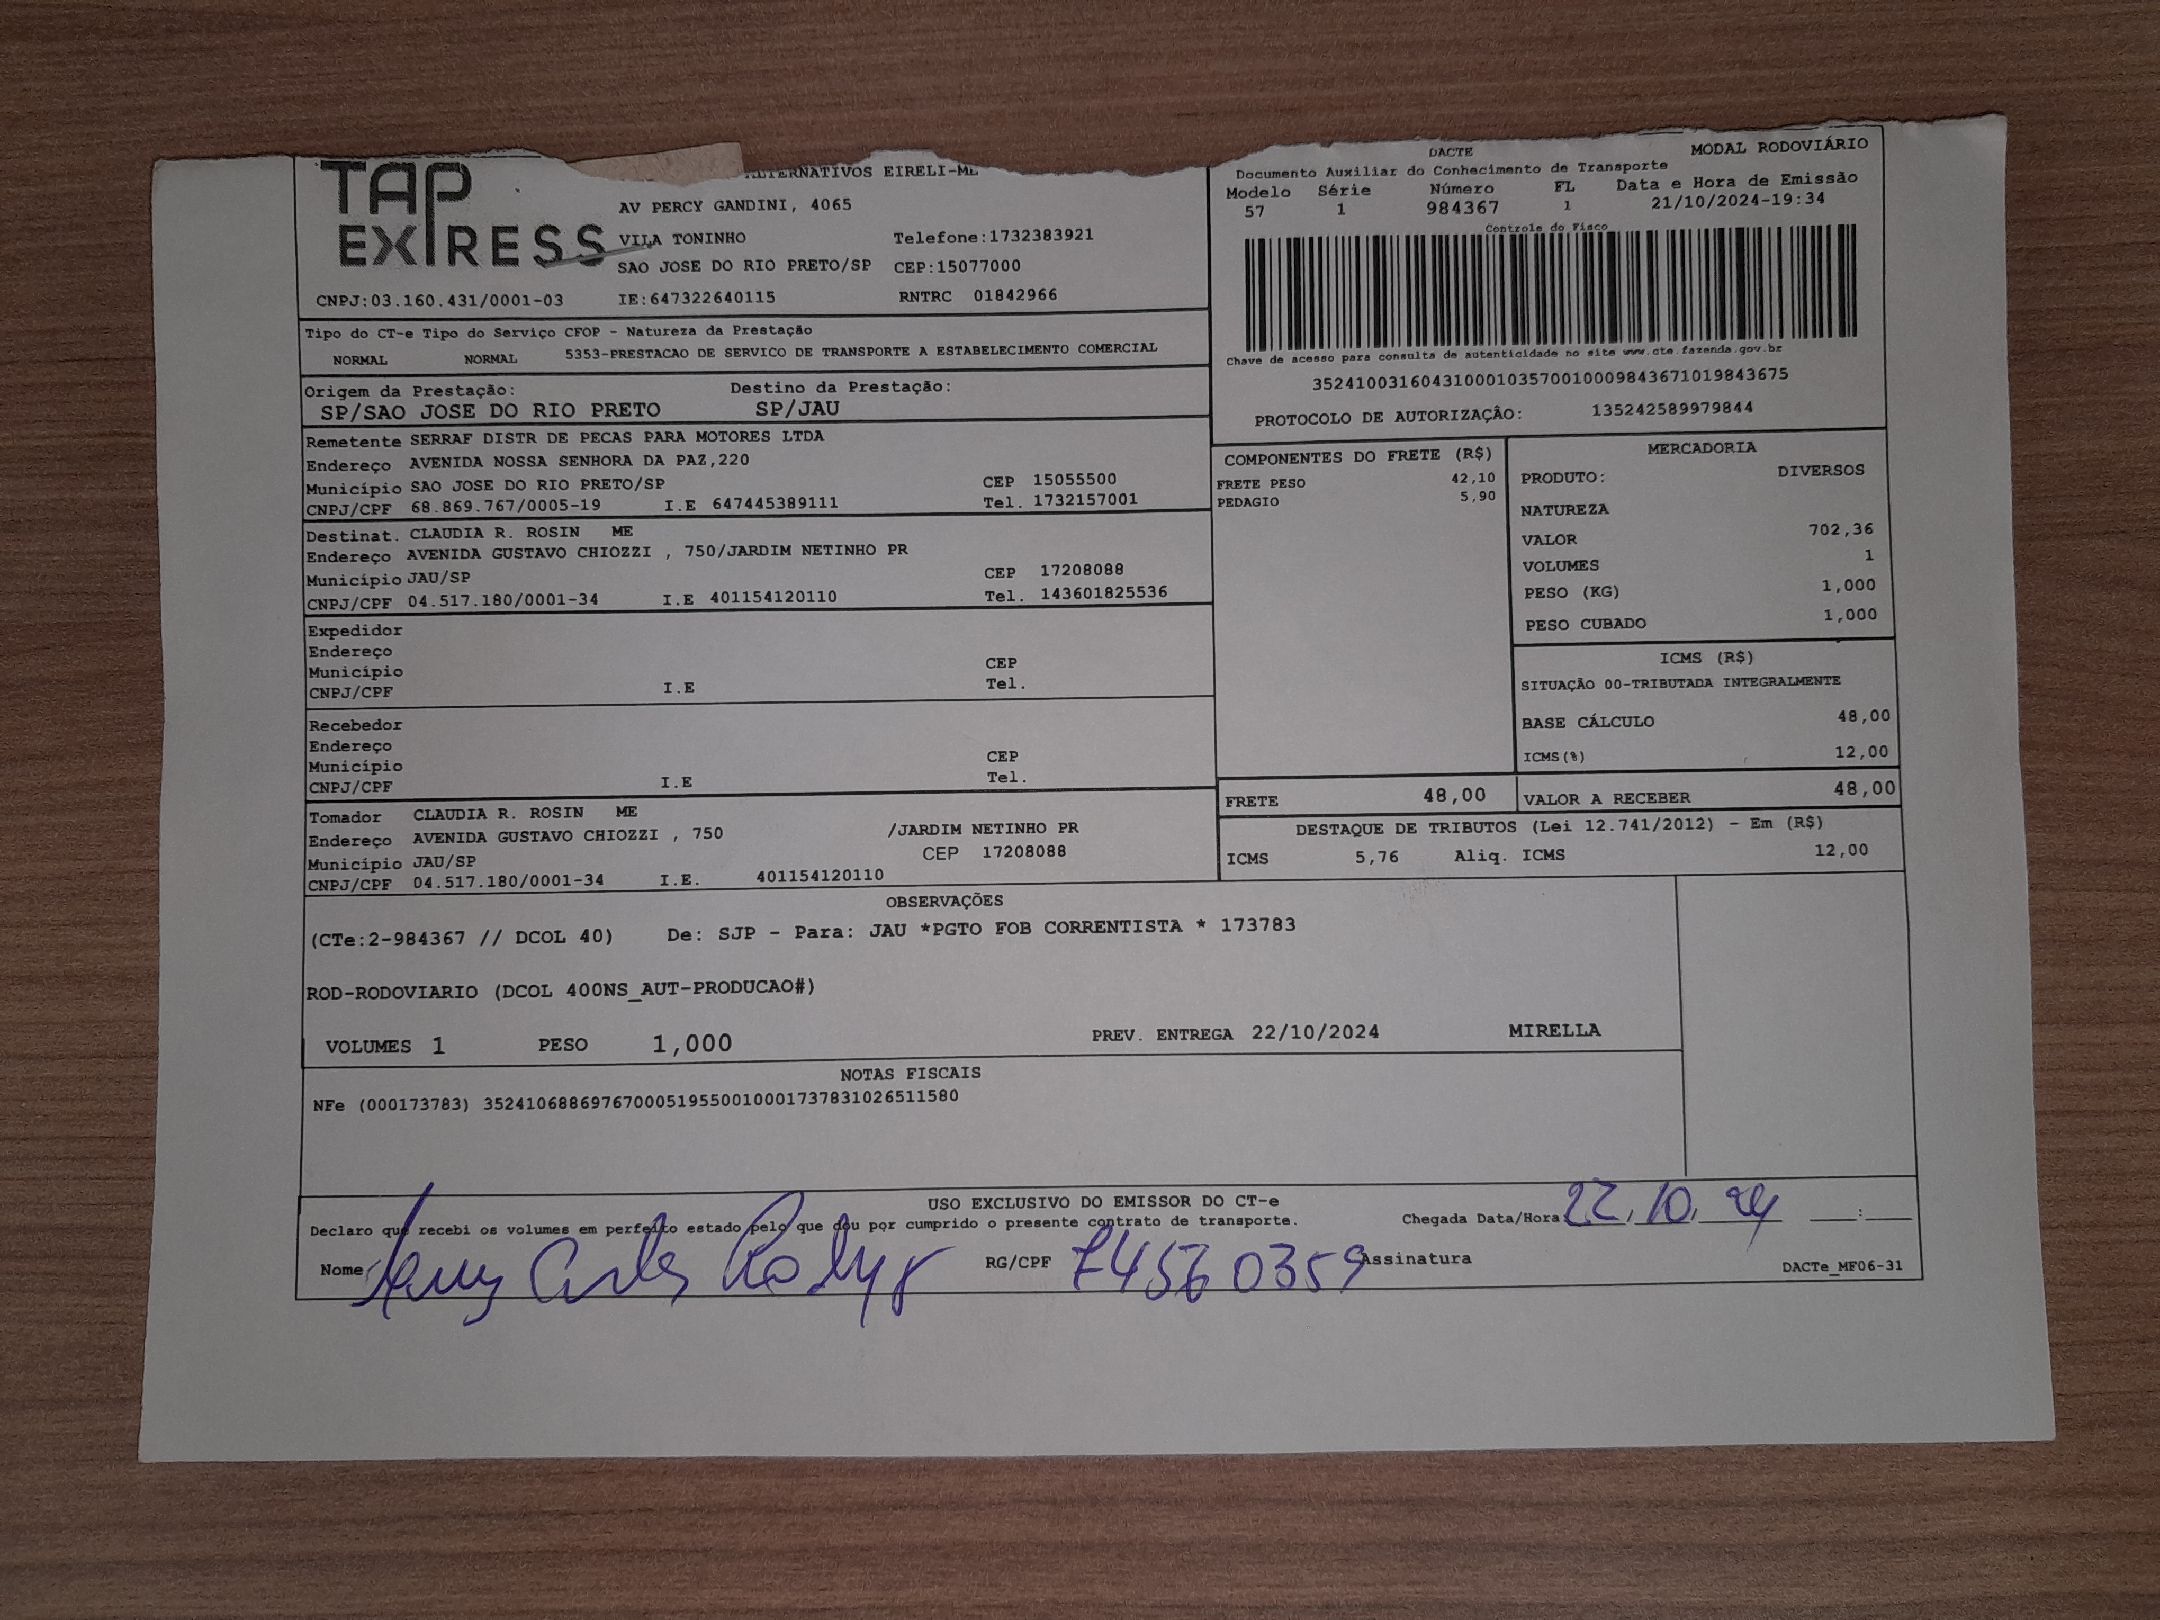 TAP
EXPRESS
ALTERNATIVOS EIRELI-ME
AV PERCY GANDINI, 4065
VILA TONINHO Telefone:1732383921
SAO JOSE DO RIO PRETO/SP CEP:15077000
CNPJ:03.160.431/0001-03 IE:647322640115 RNTRC 01842966
DACTE MODAL RODOVIÁRIO
Documento Auxiliar do Conhecimento de Transporte
Modelo Série Número FL Data e Hora de Emissão
57 1 984367 1 21/10/2024-19:34
Controle do Fisco
Chave de acesso para consulta de autenticidade no site www.cte.fazenda.gov.br
35241003160431000103570010009843671019843675
PROTOCOLO DE AUTORIZAÇÂO: 135242589979844
Tipo do CT-e Tipo do Serviço CFOP - Natureza da Prestação
NORMAL NORMAL 5353-PRESTACAO DE SERVICO DE TRANSPORTE A ESTABELECIMENTO COMERCIAL
Origem da Prestação: Destino da Prestação:
SP/SAO JOSE DO RIO PRETO SP/JAU
Remetente SERRAF DISTR DE PECAS PARA MOTORES LTDA
Endereço AVENIDA NOSSA SENHORA DA PAZ,220
Município SAO JOSE DO RIO PRETO/SP CEP 15055500
CNPJ/CPF 68.869.767/0005-19 I.E 647445389111 Tel. 1732157001
Destinat. CLAUDIA R. ROSIN ME
Endereço AVENIDA GUSTAVO CHIOZZI , 750/JARDIM NETINHO PR
Município JAU/SP CEP 17208088
CNPJ/CPF 04.517.180/0001-34 I.E 401154120110 Tel. 143601825536
Expedidor
Endereço
Município CEP
CNPJ/CPF I.E Tel.
Recebedor
Endereço
Município CEP
CNPJ/CPF I.E Tel.
Tomador CLAUDIA R. ROSIN ME
Endereço AVENIDA GUSTAVO CHIOZZI , 750 /JARDIM NETINHO PR
Município JAU/SP CEP 17208088
CNPJ/CPF 04.517.180/0001-34 I.E. 401154120110
COMPONENTES DO FRETE (R$)
FRETE PESO 42,10
PEDAGIO 5,90
MERCADORIA
PRODUTO: DIVERSOS
NATUREZA
VALOR 702,36
VOLUMES 1
PESO (KG) 1,000
PESO CUBADO 1,000
ICMS (R$)
SITUAÇÃO 00-TRIBUTADA INTEGRALMENTE
BASE CÁLCULO 48,00
ICMS(%) 12,00
FRETE 48,00 VALOR A RECEBER 48,00
DESTAQUE DE TRIBUTOS (Lei 12.741/2012) - Em (R$)
ICMS 5,76 Aliq. ICMS 12,00
OBSERVAÇÕES
(CTe:2-984367 // DCOL 40) De: SJP - Para: JAU *PGTO FOB CORRENTISTA * 173783
ROD-RODOVIARIO (DCOL 400NS_AUT-PRODUCAO#)
VOLUMES 1 PESO 1,000 PREV. ENTREGA 22/10/2024 MIRELLA
NOTAS FISCAIS
NFe (000173783) 35241068869767000519550010001737831026511580
USO EXCLUSIVO DO EMISSOR DO CT-e
Declaro que recebi os volumes em perfeito estado pelo que dou por cumprido o presente contrato de transporte. Chegada Data/Hora 22.10.24 :
Nome RG/CPF Assinatura
DACTe_MF06-31